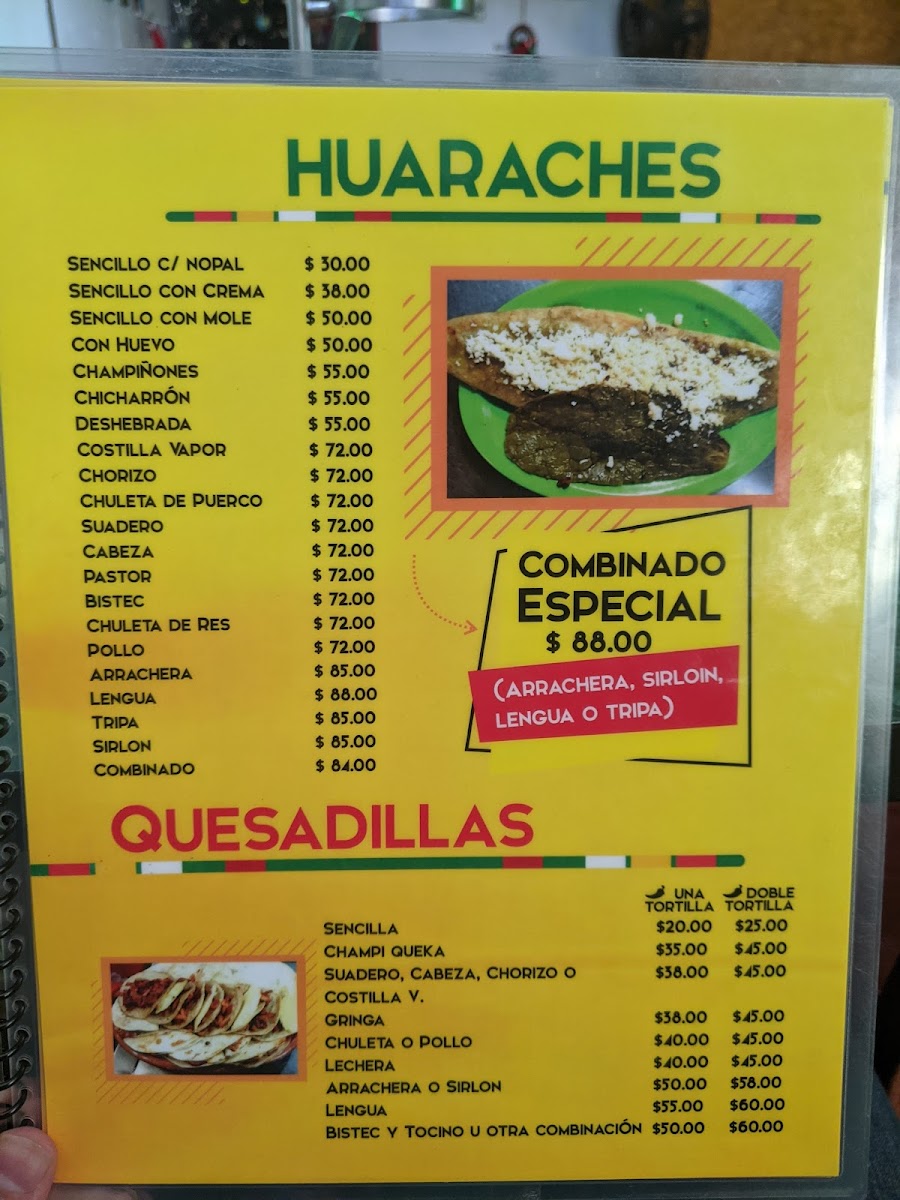 HUARACHES
SENCILLO C/ NOPAL $ 30.00
SENCILLO CON CREMA $ 38.00
SENCILLO CON MOLE $ 50.00
CON HUEVO $ 50.00
CHAMPIÑONES $ 55.00
CHICHARRÓN $ 55.00
DESHEBRADA $ 55.00
COSTILLA VAPOR $ 72.00
CHORIZO $ 72.00
CHULETA DE PUERCO $ 72.00
SUADERO $ 72.00
CABEZA $ 72.00
PASTOR $ 72.00
BISTEC $ 72.00
CHULETA DE RES $ 72.00
POLLO $ 72.00
ARRACHERA $ 85.00
LENGUA $ 88.00
TRIPA $ 85.00
SIRLON $ 85.00
COMBINADO $ 84.00
COMBINADO
ESPECIAL
$ 88.00
(ARRACHERA, SIRLOIN,
LENGUA O TRIPA)
QUESADILLAS
UNA DOBLE
TORTILLA TORTILLA
SENCILLA $20.00 $25.00
CHAMPI QUEKA $35.00 $45.00
SUADERO, CABEZA, CHORIZO O $38.00 $45.00
COSTILLA V.
GRINGA $38.00 $45.00
CHULETA O POLLO $40.00 $45.00
LECHERA $40.00 $45.00
ARRACHERA O SIRLON $50.00 $58.00
LENGUA $55.00 $60.00
BISTEC Y TOCINO U OTRA COMBINACIÓN $50.00 $60.00